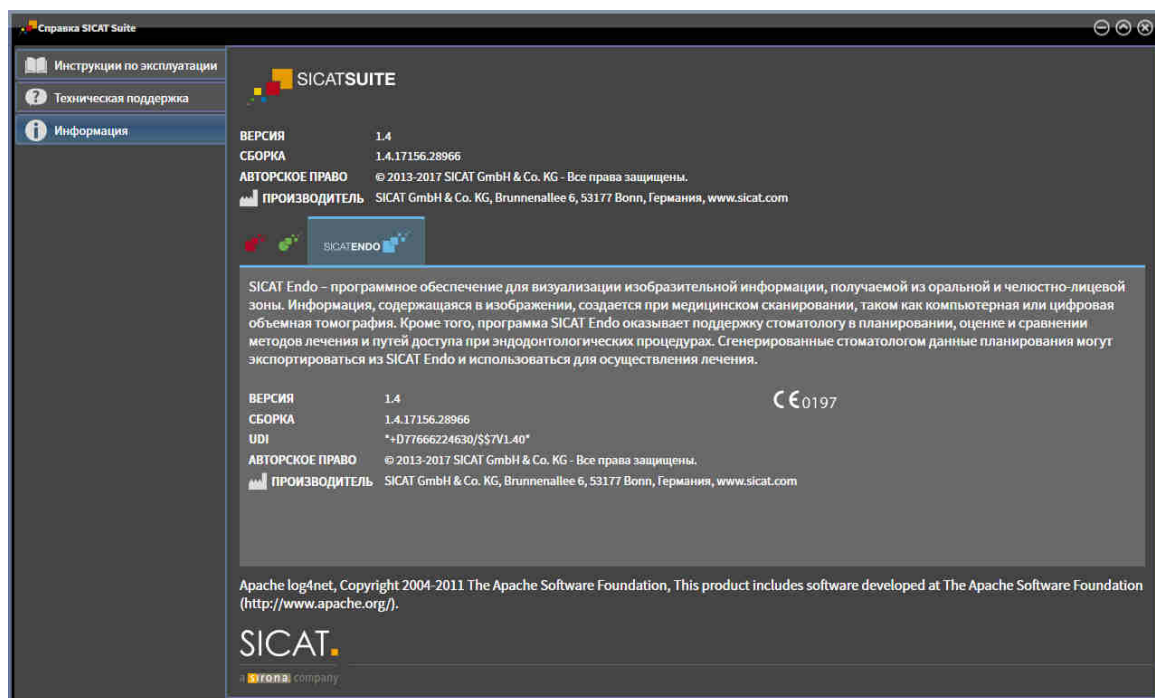 Справка SICAT Suite
Инструкции по эксплуатации
Техническая поддержка
Информация
SICATSUITE
ВЕРСИЯ 1.4
СБОРКА 1.4.17156.28966
АВТОРСКОЕ ПРАВО © 2013-2017 SICAT GmbH & Co. KG - Все права защищены.
ПРОИЗВОДИТЕЛЬ SICAT GmbH & Co. KG, Brunnenallee 6, 53177 Bonn, Германия, www.sicat.com
SICATENDO
SICAT Endo – программное обеспечение для визуализации изобразительной информации, получаемой из оральной и челюстно-лицевой
зоны. Информация, содержащаяся в изображении, создается при медицинском сканировании, таком как компьютерная или цифровая
объемная томография. Кроме того, программа SICAT Endo оказывает поддержку стоматологу в планировании, оценке и сравнении
методов лечения и путей доступа при эндодонтологических процедурах. Сгенерированные стоматологом данные планирования могут
экспортироваться из SICAT Endo и использоваться для осуществления лечения.
ВЕРСИЯ 1.4
CE0197
СБОРКА 1.4.17156.28966
UDI *+D77666224630/$$7V1.40*
АВТОРСКОЕ ПРАВО © 2013-2017 SICAT GmbH & Co. KG - Все права защищены.
ПРОИЗВОДИТЕЛЬ SICAT GmbH & Co. KG, Brunnenallee 6, 53177 Bonn, Германия, www.sicat.com
Apache log4net, Copyright 2004-2011 The Apache Software Foundation, This product includes software developed at The Apache Software Foundation
(http://www.apache.org/).
SICAT.
a sirona company